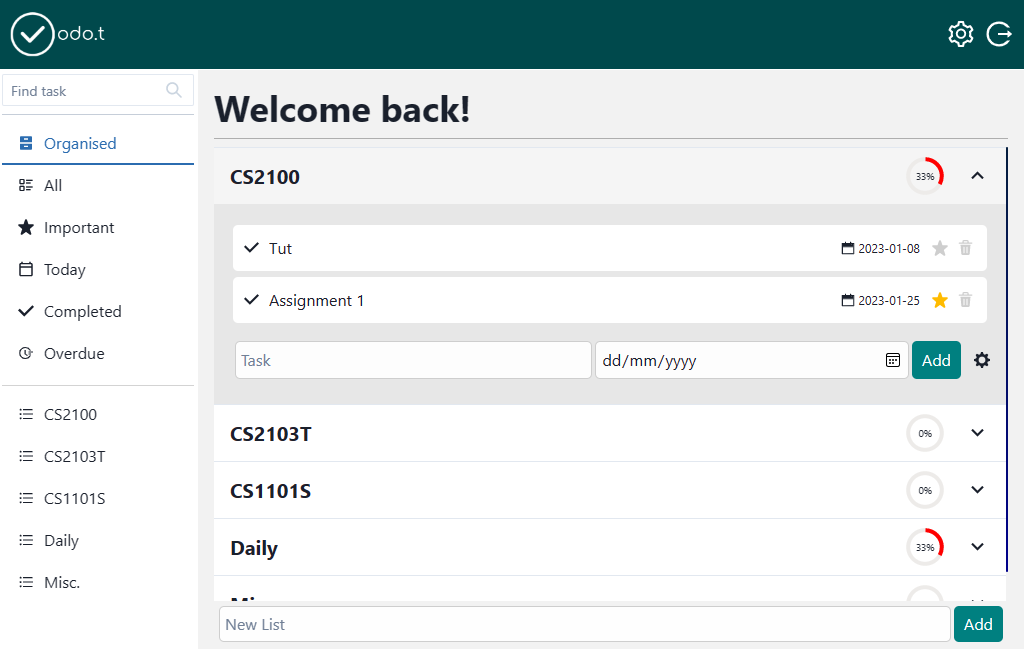 odo.t
Find task
Organised
All
Important
Today
Completed
Overdue
CS2100
CS2103T
CS1101S
Daily
Misc.
Welcome back!
CS2100
33%
Tut
2023-01-08
Assignment 1
2023-01-25
Task
dd/mm/yyyy
Add
CS2103T
0%
CS1101S
0%
Daily
33%
New List
Add